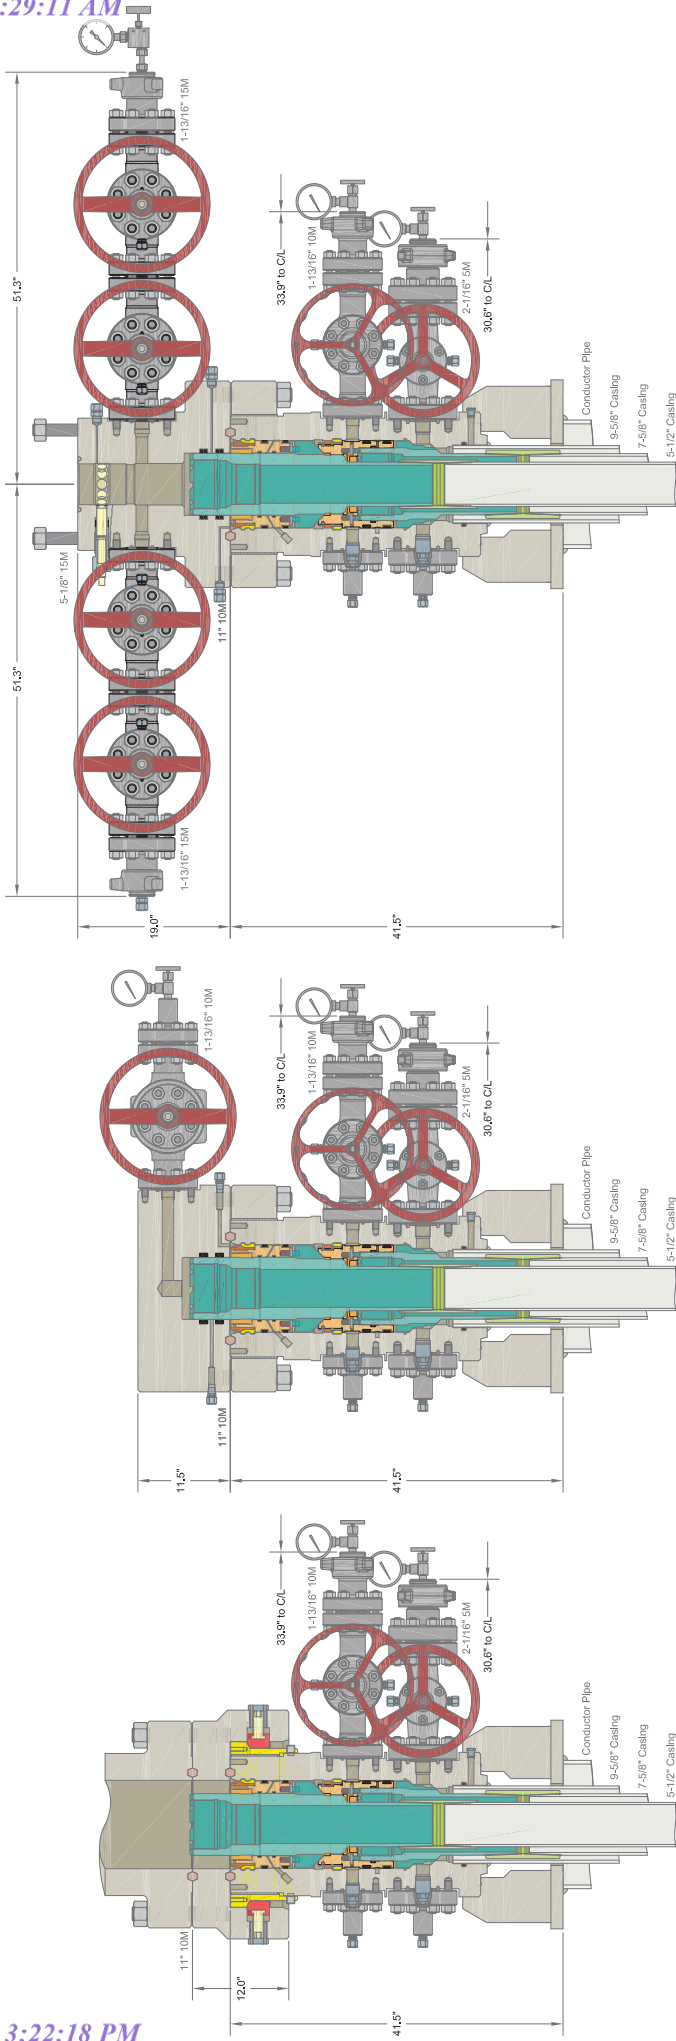 :29:11 AM
1-13/16" 15M
51.3"
33.9" to C/L
1-13/16" 10M
2-1/16" 5M
30.6" to C/L
Conductor Pipe
9-5/8" Casing
7-5/8" Casing
5-1/2" Casing
5-1/8" 15M
11" 10M
51.3"
1-13/16" 15M
19.0"
41.5"
1-13/16" 10M
33.9" to C/L
1-13/16" 10M
2-1/16" 5M
30.6" to C/L
Conductor Pipe
9-5/8" Casing
7-5/8" Casing
5-1/2" Casing
11" 10M
11.5"
41.5"
33.9" to C/L
1-13/16" 10M
2-1/16" 5M
30.6" to C/L
Conductor Pipe
9-5/8" Casing
7-5/8" Casing
5-1/2" Casing
11" 10M
12.0"
41.5"
3:22:18 PM